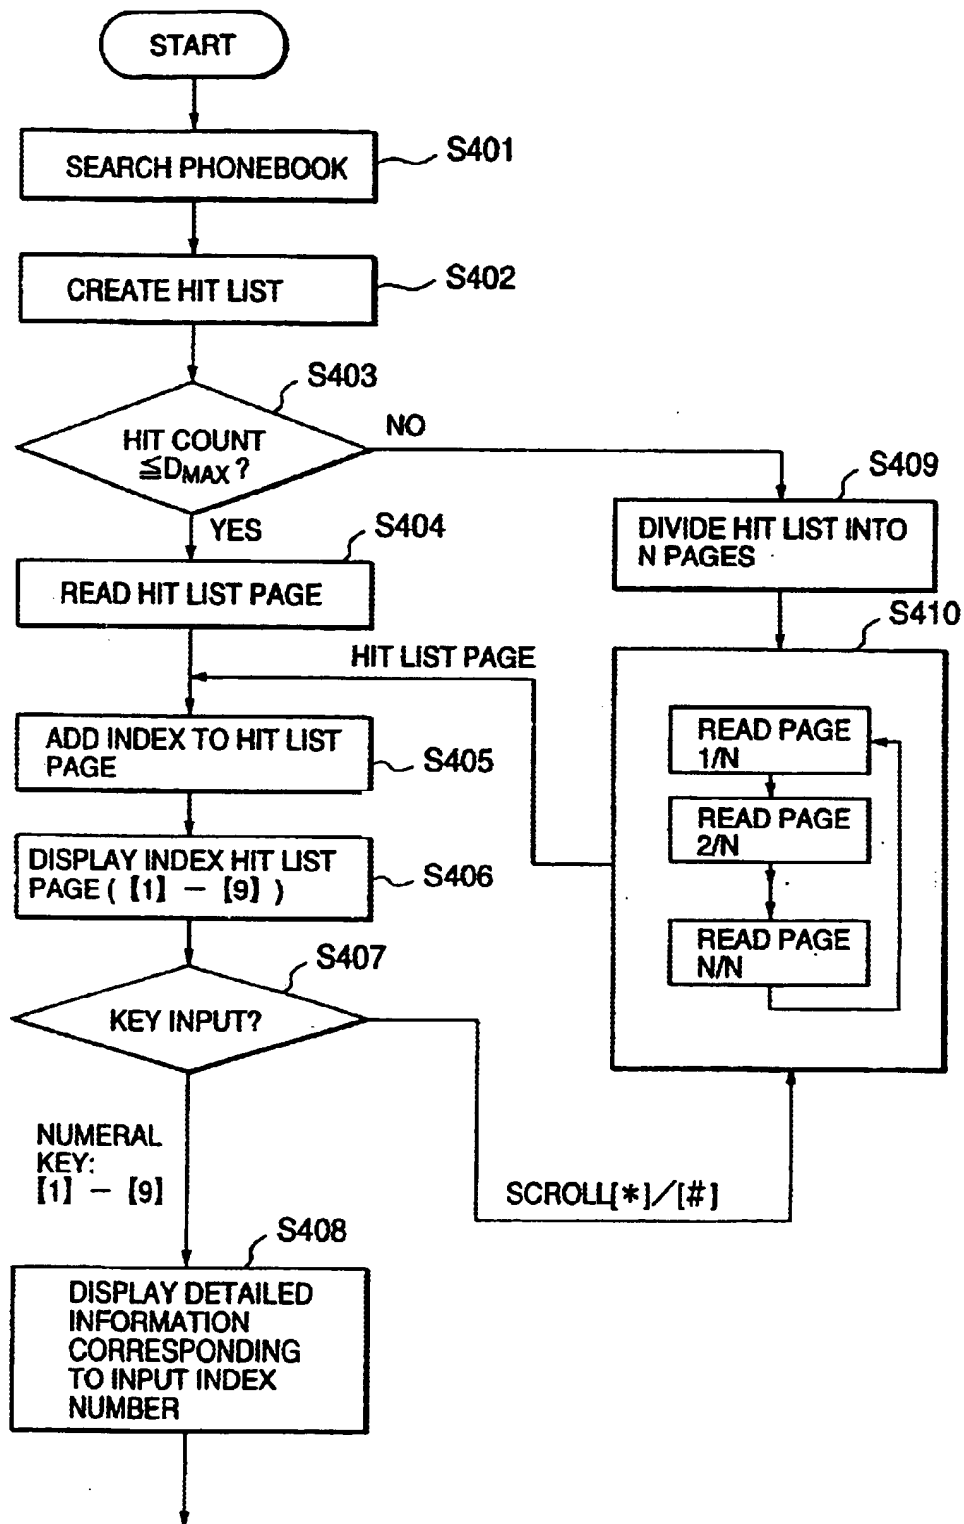 START
SEARCH PHONEBOOK
S401
CREATE HIT LIST
S402
S403
HIT COUNT
≦DMAX ?
NO
YES
S404
READ HIT LIST PAGE
S409
DIVIDE HIT LIST INTO
N PAGES
S410
HIT LIST PAGE
READ PAGE
1/N
READ PAGE
2/N
READ PAGE
N/N
ADD INDEX TO HIT LIST
PAGE
S405
DISPLAY INDEX HIT LIST
PAGE (【1】 – 【9】)
S406
S407
KEY INPUT?
NUMERAL
KEY:
【1】 – 【9】
SCROLL[*]/[#]
S408
DISPLAY DETAILED
INFORMATION
CORRESPONDING
TO INPUT INDEX
NUMBER